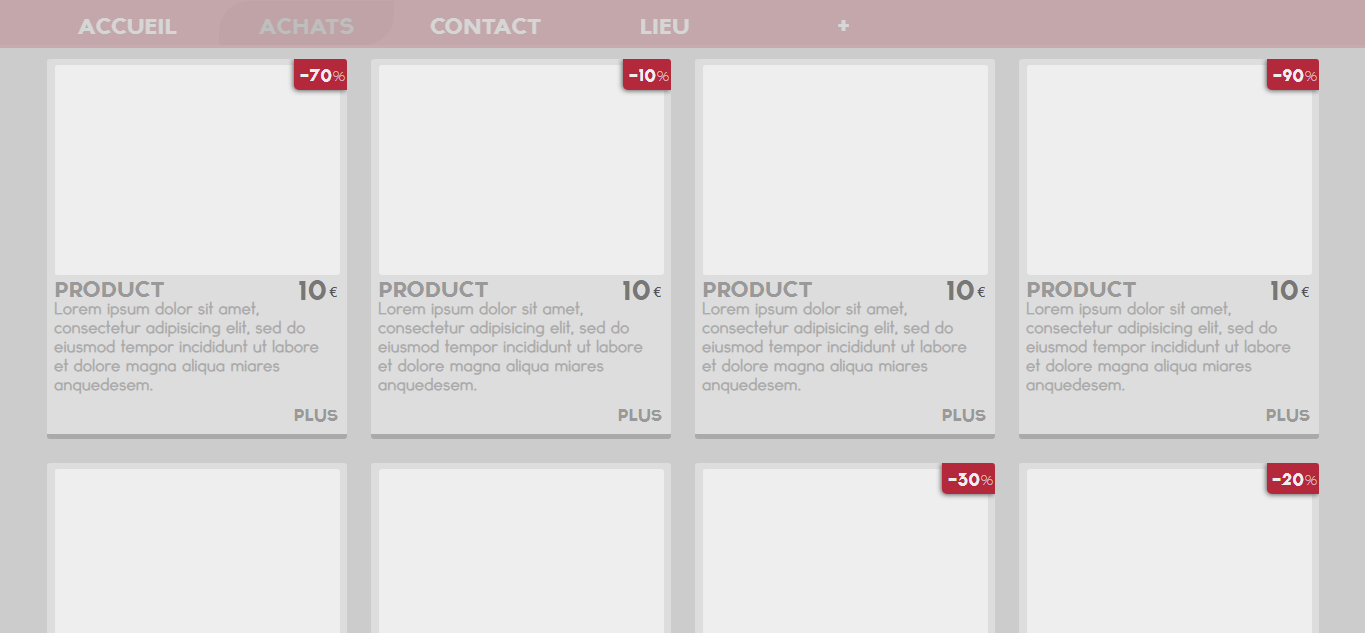 ACCUEIL ACHATS CONTACT LIEU +
-70% -10% -90%
PRODUCT 10 € PRODUCT 10 € PRODUCT 10 € PRODUCT 10 €
Lorem ipsum dolor sit amet, Lorem ipsum dolor sit amet, Lorem ipsum dolor sit amet, Lorem ipsum dolor sit amet,
consectetur adipisicing elit, sed do consectetur adipisicing elit, sed do consectetur adipisicing elit, sed do consectetur adipisicing elit, sed do
eiusmod tempor incididunt ut labore eiusmod tempor incididunt ut labore eiusmod tempor incididunt ut labore eiusmod tempor incididunt ut labore
et dolore magna aliqua miares et dolore magna aliqua miares et dolore magna aliqua miares et dolore magna aliqua miares
anquedesem. anquedesem. anquedesem. anquedesem.
PLUS PLUS PLUS PLUS
-30% -20%